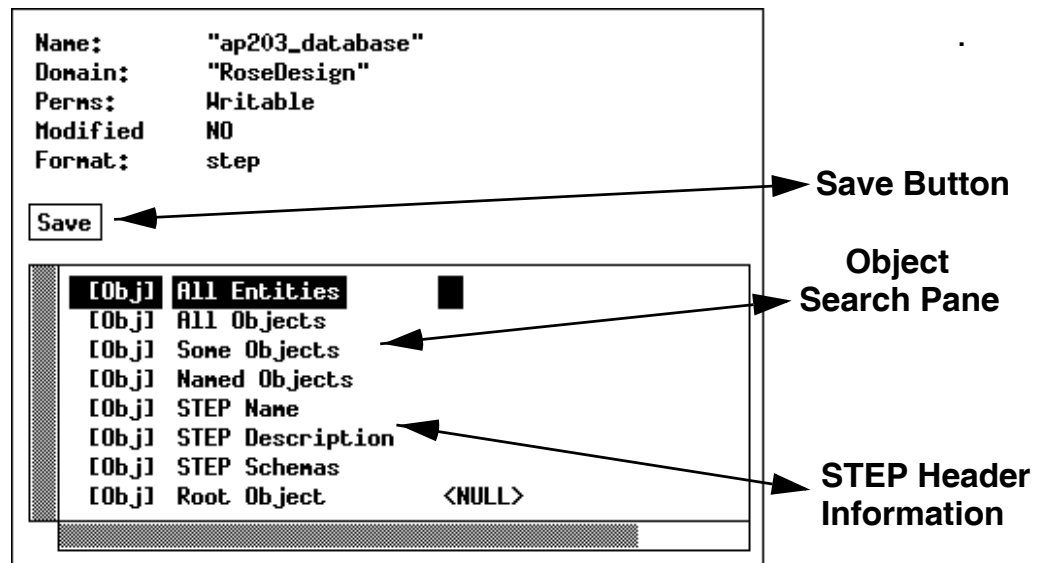 Name: "ap203_database"
Domain: "RoseDesign"
Perms: Writable
Modified NO
Format: step
Save
Save Button
Object
Search Pane
[Obj] All Entities
[Obj] All Objects
[Obj] Some Objects
[Obj] Named Objects
[Obj] STEP Name
[Obj] STEP Description
[Obj] STEP Schemas
[Obj] Root Object <NULL>
STEP Header
Information